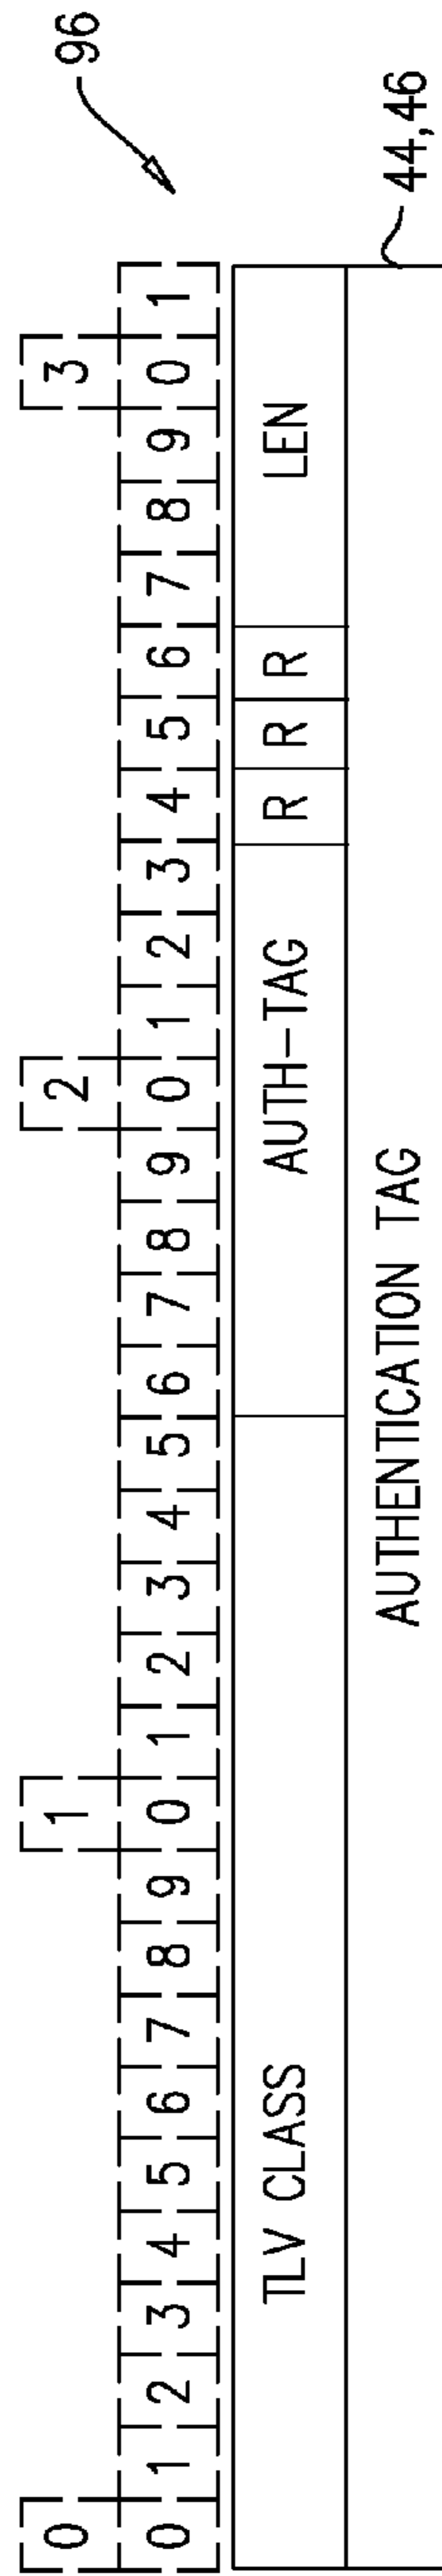 96
0 1 2 3
0 1 2 3 4 5 6 7 8 9 0 1 2 3 4 5 6 7 8 9 0 1 2 3 4 5 6 7 8 9 0 1
TLV CLASS AUTH-TAG R R R LEN
AUTHENTICATION TAG
44,46